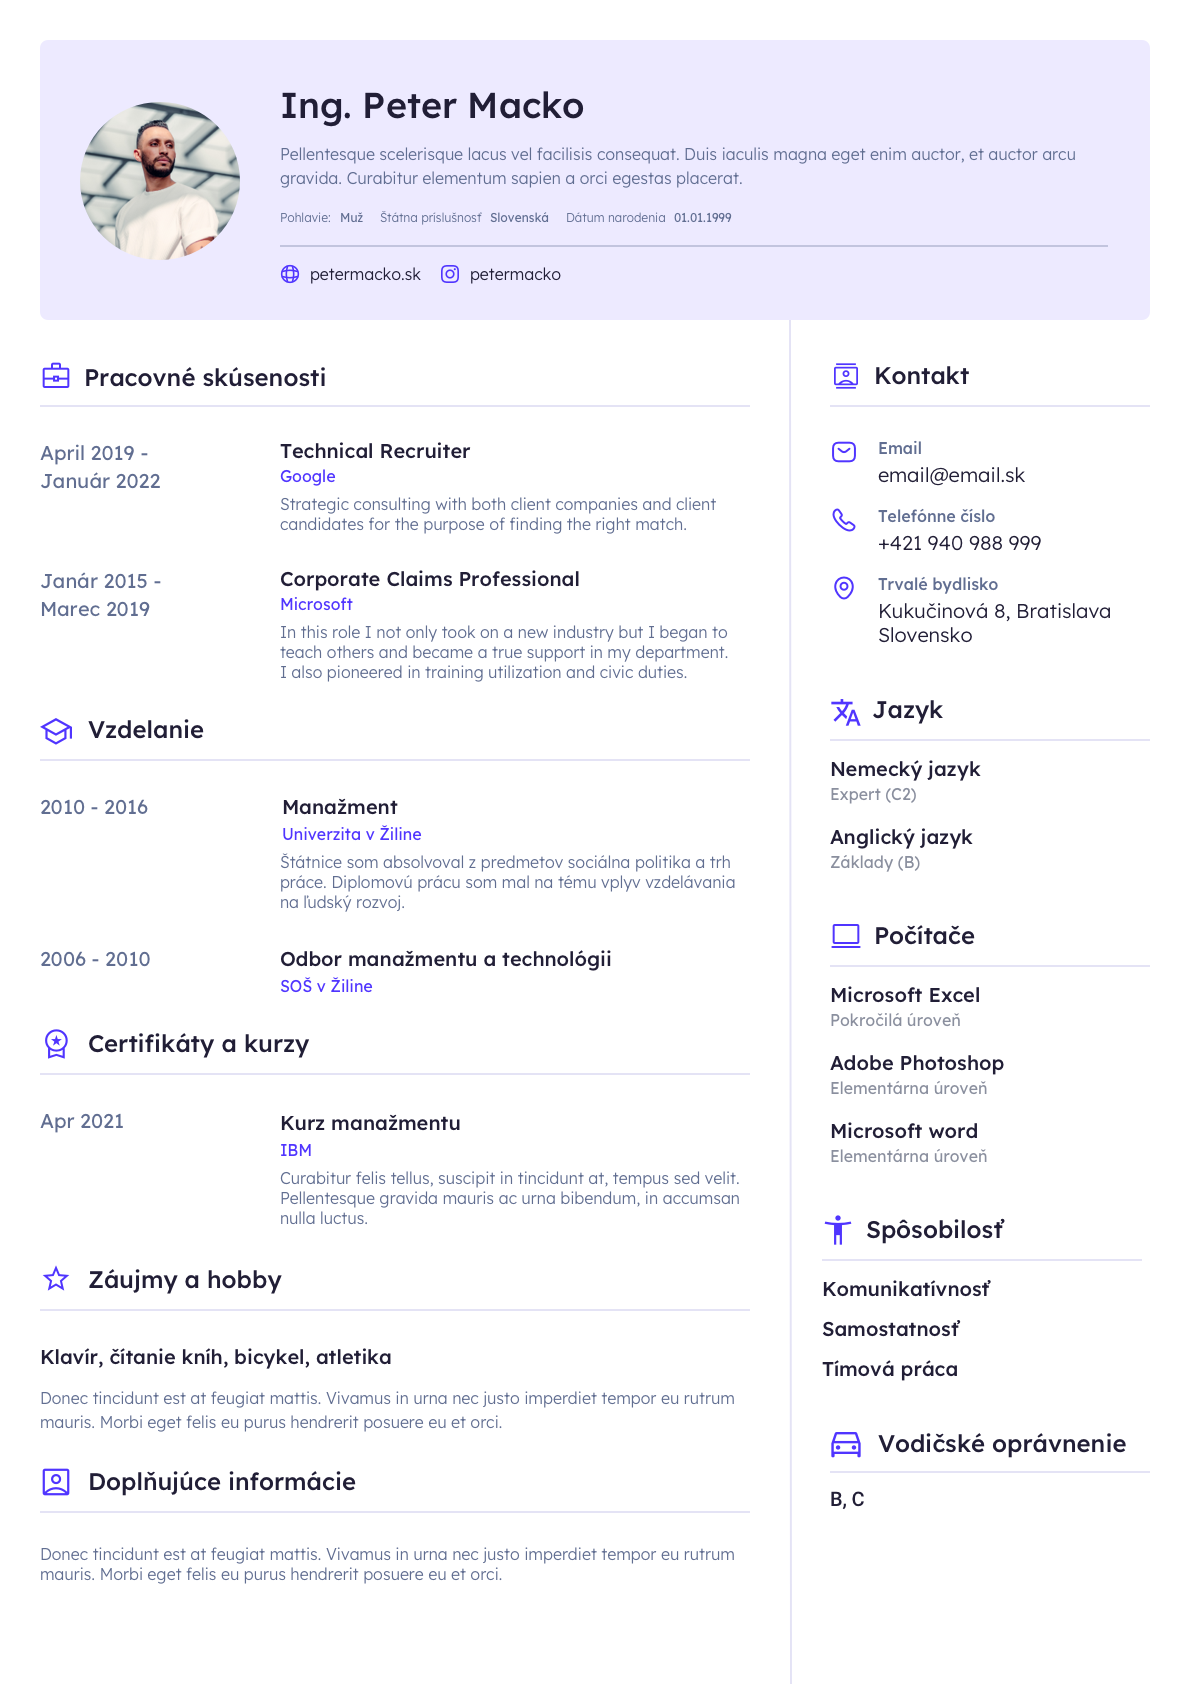 Ing. Peter Macko
Pellentesque scelerisque lacus vel facilisis consequat. Duis iaculis magna eget enim auctor, et auctor arcu
gravida. Curabitur elementum sapien a orci egestas placerat.
Pohlavie: Muž Štátna príslušnosť Slovenská Dátum narodenia 01.01.1999
petermacko.sk petermacko
Pracovné skúsenosti
April 2019 -
Január 2022
Technical Recruiter
Google
Strategic consulting with both client companies and client
candidates for the purpose of finding the right match.
Janár 2015 -
Marec 2019
Corporate Claims Professional
Microsoft
In this role I not only took on a new industry but I began to
teach others and became a true support in my department.
I also pioneered in training utilization and civic duties.
Vzdelanie
2010 - 2016
Manažment
Univerzita v Žiline
Štátnice som absolvoval z predmetov sociálna politika a trh
práce. Diplomovú prácu som mal na tému vplyv vzdelávania
na ľudský rozvoj.
2006 - 2010
Odbor manažmentu a technológii
SOŠ v Žiline
Certifikáty a kurzy
Apr 2021
Kurz manažmentu
IBM
Curabitur felis tellus, suscipit in tincidunt at, tempus sed velit.
Pellentesque gravida mauris ac urna bibendum, in accumsan
nulla luctus.
Záujmy a hobby
Klavír, čítanie kníh, bicykel, atletika
Donec tincidunt est at feugiat mattis. Vivamus in urna nec justo imperdiet tempor eu rutrum
mauris. Morbi eget felis eu purus hendrerit posuere eu et orci.
Doplňujúce informácie
Donec tincidunt est at feugiat mattis. Vivamus in urna nec justo imperdiet tempor eu rutrum
mauris. Morbi eget felis eu purus hendrerit posuere eu et orci.
Kontakt
Email
email@email.sk
Telefónne číslo
+421 940 988 999
Trvalé bydlisko
Kukučinová 8, Bratislava
Slovensko
Jazyk
Nemecký jazyk
Expert (C2)
Anglický jazyk
Základy (B)
Počítače
Microsoft Excel
Pokročilá úroveň
Adobe Photoshop
Elementárna úroveň
Microsoft word
Elementárna úroveň
Spôsobilosť
Komunikatívnosť
Samostatnosť
Tímová práca
Vodičské oprávnenie
B, C